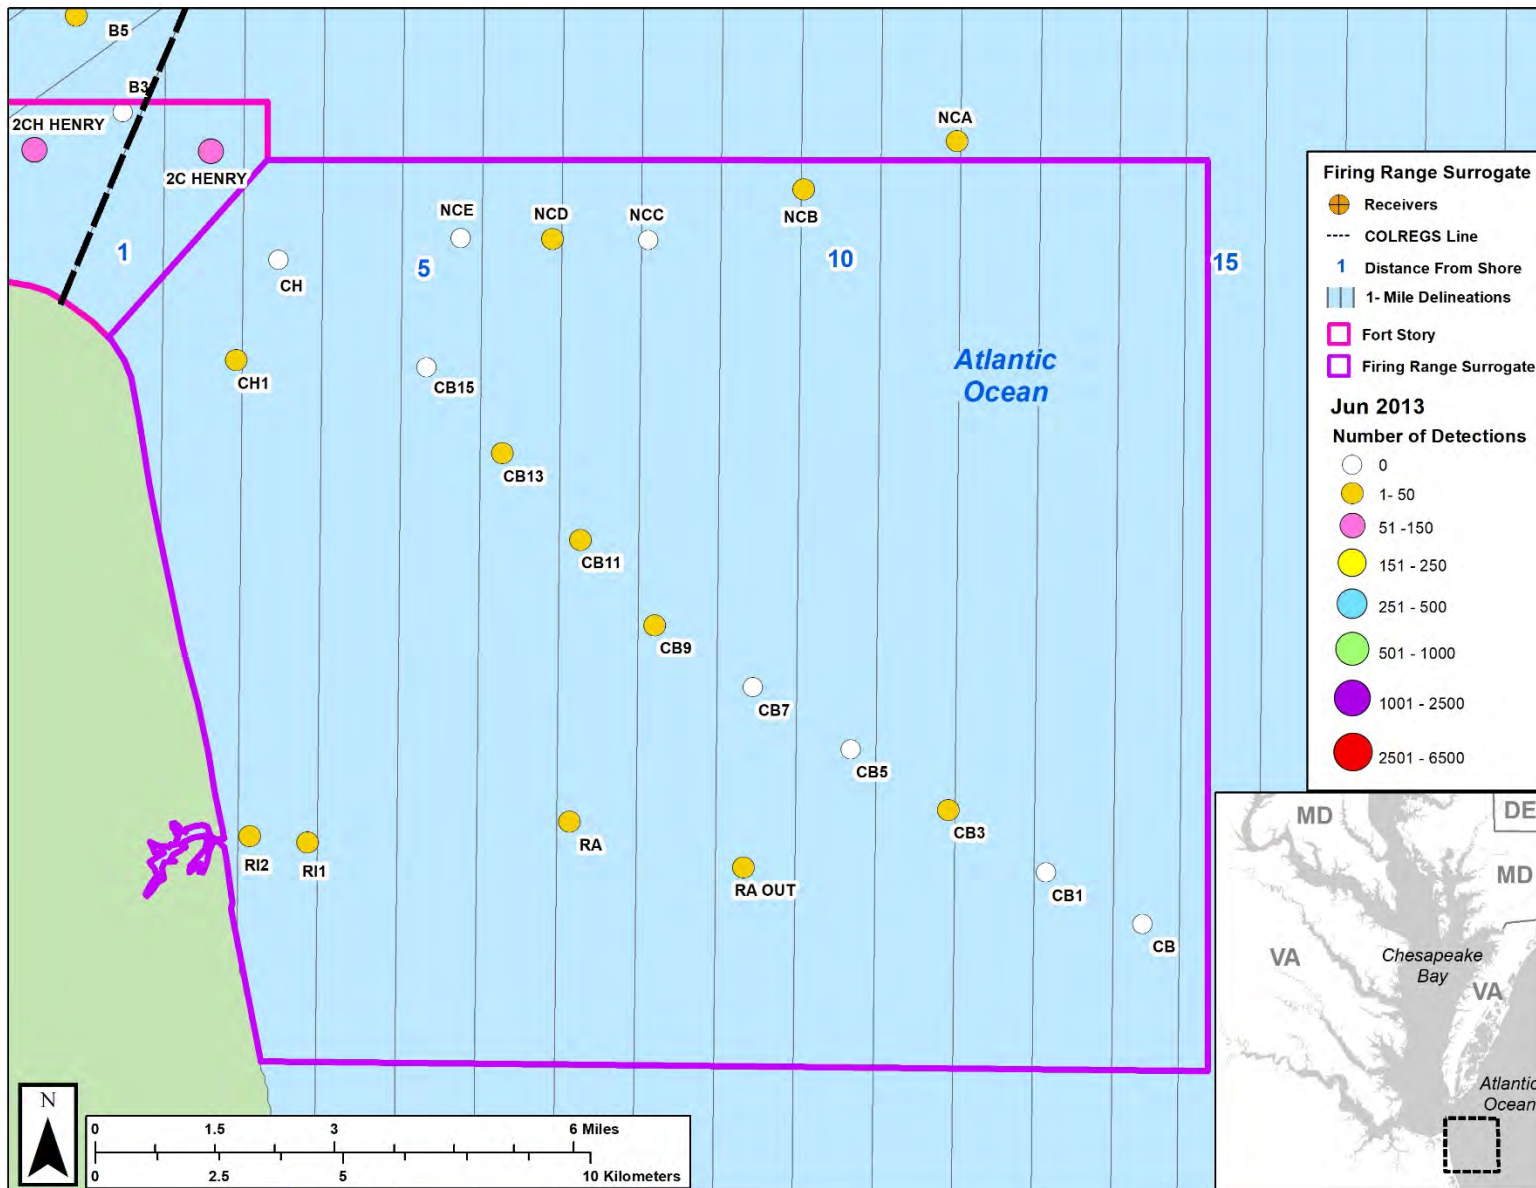 B5
B3
2CH HENRY
2C HENRY
NCA
NCB
NCE
NCD
NCC
1
CH
5
10
15
CH1
CB15
Atlantic
Ocean
CB13
CB11
CB9
CB7
CB5
CB3
RI2
RI1
RA
RA OUT
CB1
CB
Firing Range Surrogate
Receivers
COLREGS Line
1 Distance From Shore
1- Mile Delineations
Fort Story
Firing Range Surrogate
Jun 2013
Number of Detections
0
1- 50
51 -150
151 - 250
251 - 500
501 - 1000
1001 - 2500
2501 - 6500
MD
DE
MD
VA
Chesapeake
Bay
VA
Atlantic
Ocean
N
0 1.5 3 6 Miles
0 2.5 5 10 Kilometers